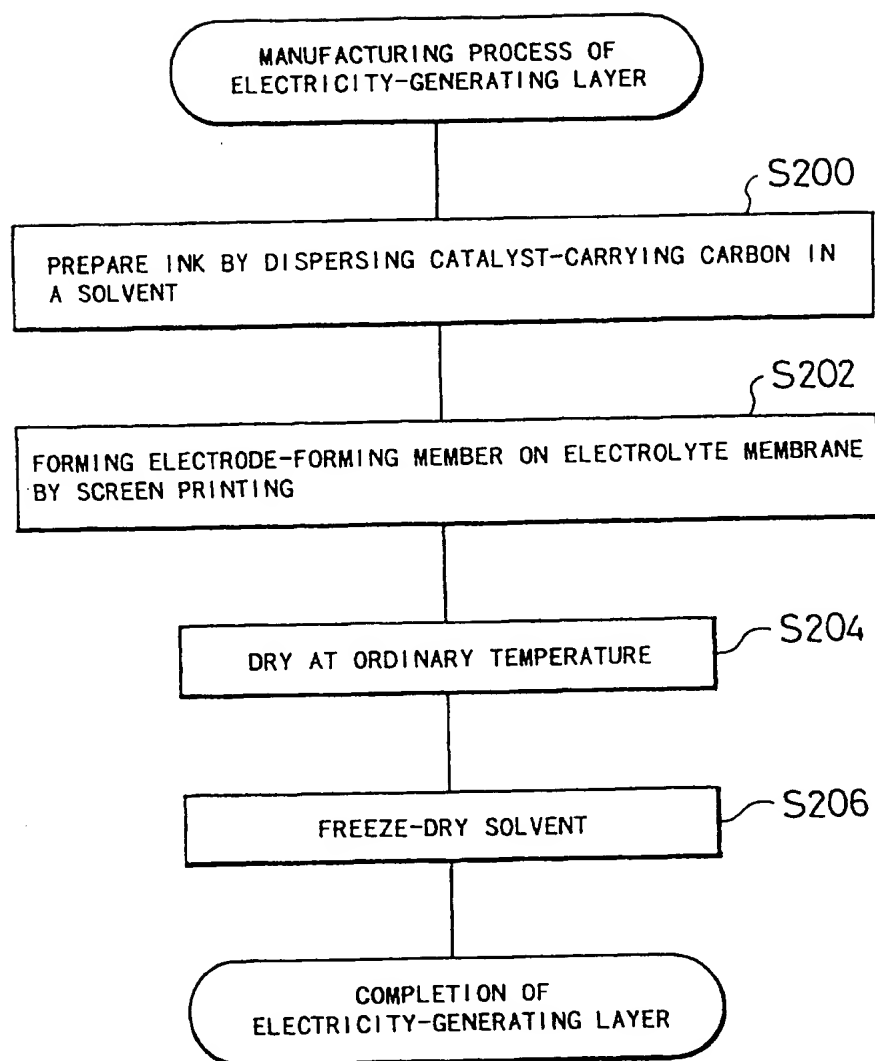 MANUFACTURING PROCESS OF
ELECTRICITY-GENERATING LAYER
S200
PREPARE INK BY DISPERSING CATALYST-CARRYING CARBON IN
A SOLVENT
S202
FORMING ELECTRODE-FORMING MEMBER ON ELECTROLYTE MEMBRANE
BY SCREEN PRINTING
S204
DRY AT ORDINARY TEMPERATURE
S206
FREEZE-DRY SOLVENT
COMPLETION OF
ELECTRICITY-GENERATING LAYER